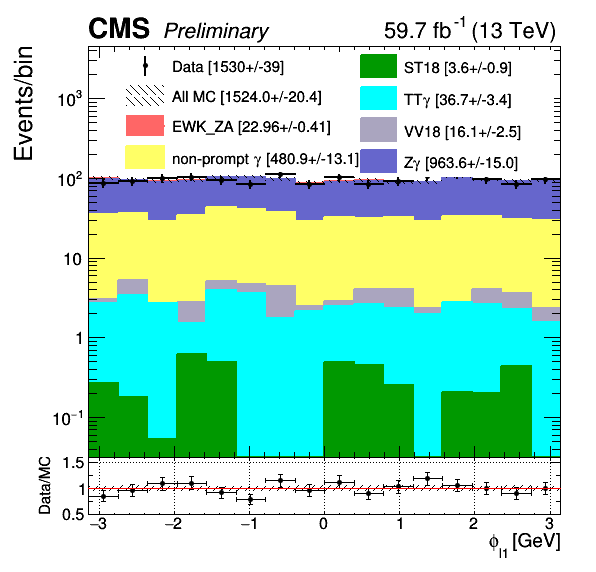 CMS Preliminary 59.7 fb⁻¹ (13 TeV)
Events/bin
Data [1530+/-39]
All MC [1524.0+/-20.4]
EWK_ZA [22.96+/-0.41]
non-prompt γ [480.9+/-13.1]
ST18 [3.6+/-0.9]
TTγ [36.7+/-3.4]
VV18 [16.1+/-2.5]
Zγ [963.6+/-15.0]
10³
10²
10
1
10⁻¹
Data/MC
1.5
1
0.5
−3 −2 −1 0 1 2 3
ϕ_l1 [GeV]